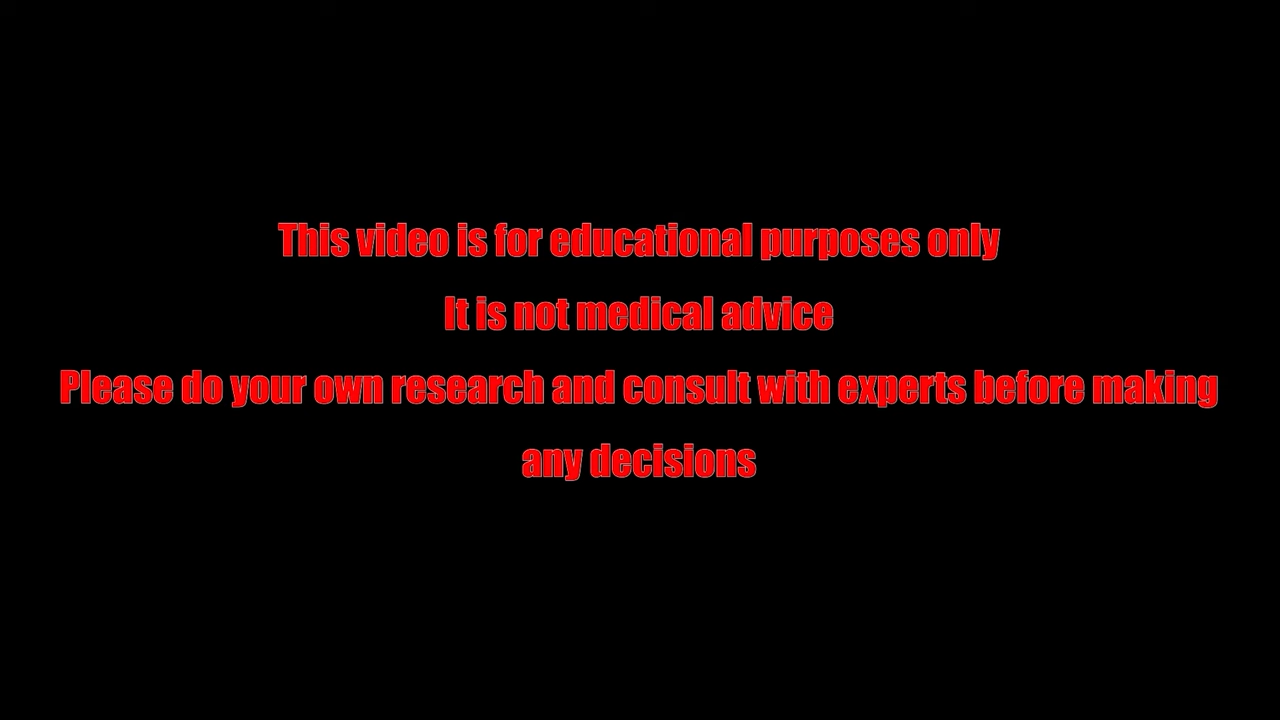 This video is for educational purposes only
It is not medical advice
Please do your own research and consult with experts before making
any decisions